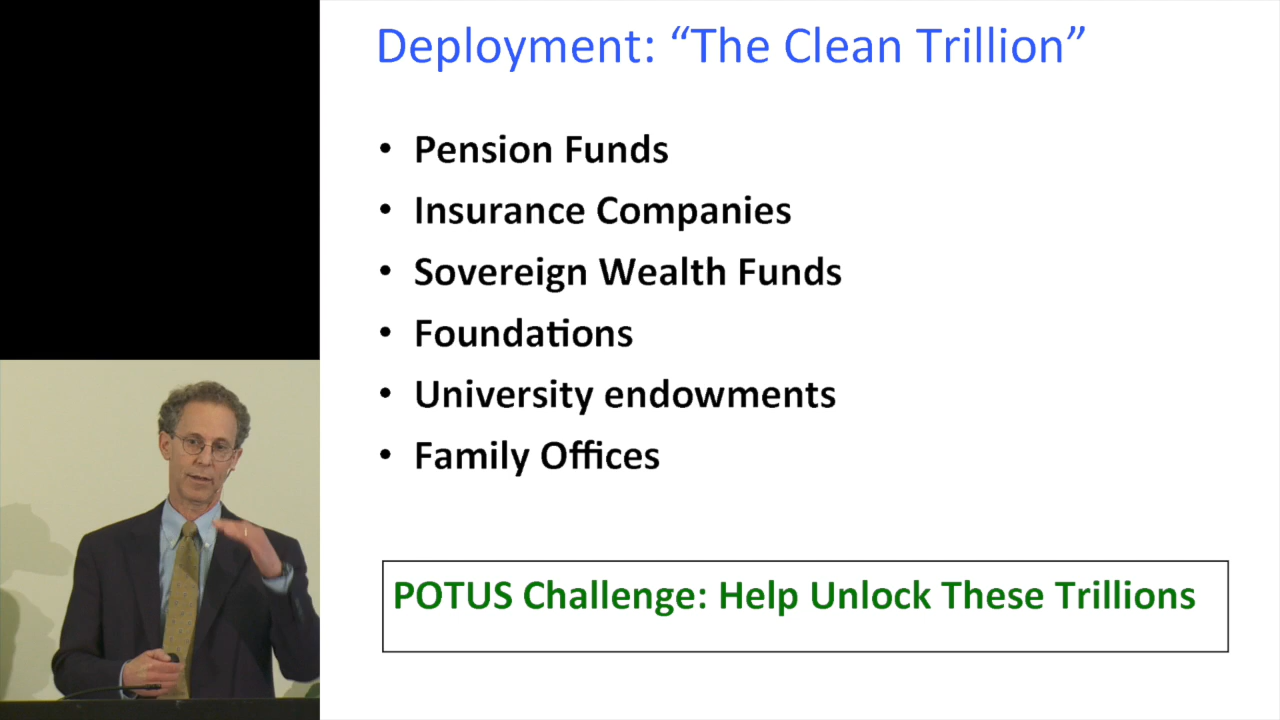 Deployment: “The Clean Trillion”
• Pension Funds
• Insurance Companies
• Sovereign Wealth Funds
• Foundations
• University endowments
• Family Offices
POTUS Challenge: Help Unlock These Trillions